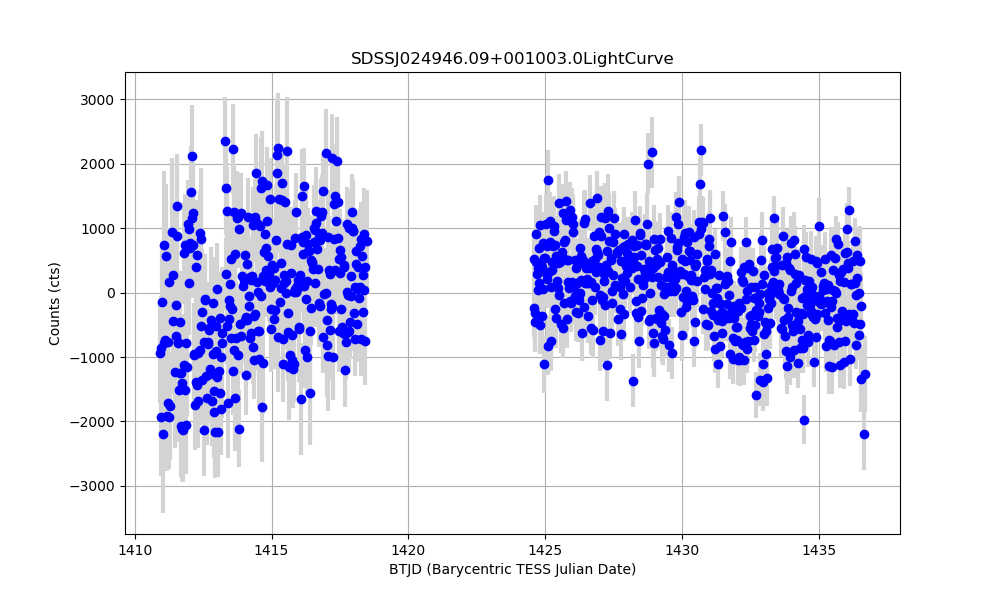 SDSSJ024946.09+001003.0LightCurve
3000
2000
1000
0
−1000
−2000
−3000
Counts (cts)
1410 1415 1420 1425 1430 1435
BTJD (Barycentric TESS Julian Date)